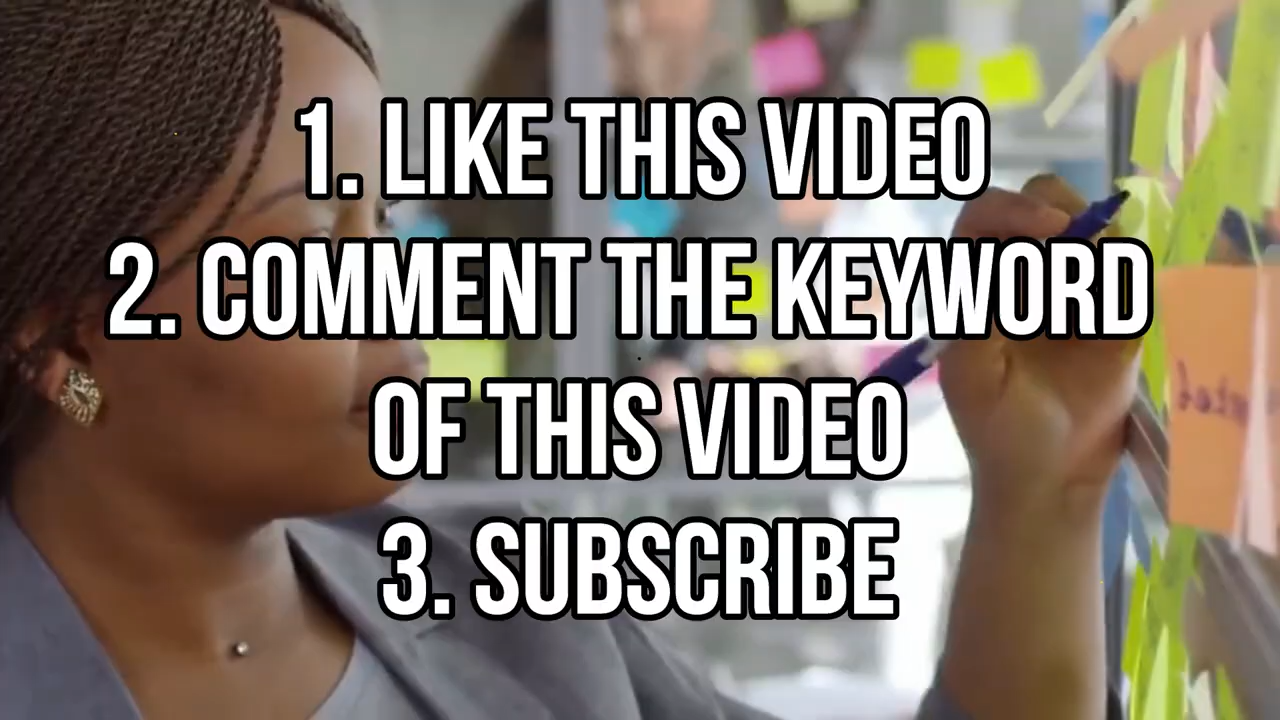 1. LIKE THIS VIDEO
2. COMMENT THE KEYWORD
OF THIS VIDEO
3. SUBSCRIBE